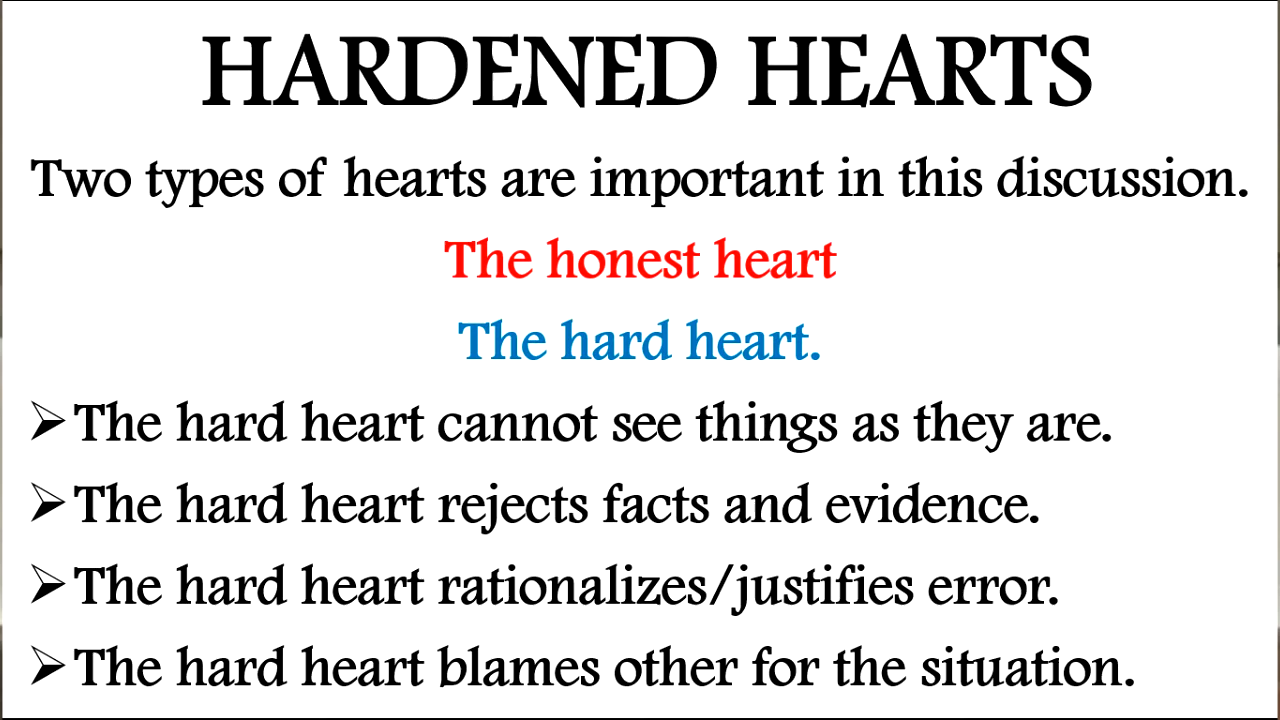 HARDENED HEARTS
Two types of hearts are important in this discussion.
The honest heart
The hard heart.
➢The hard heart cannot see things as they are.
➢The hard heart rejects facts and evidence.
➢The hard heart rationalizes/justifies error.
➢The hard heart blames other for the situation.